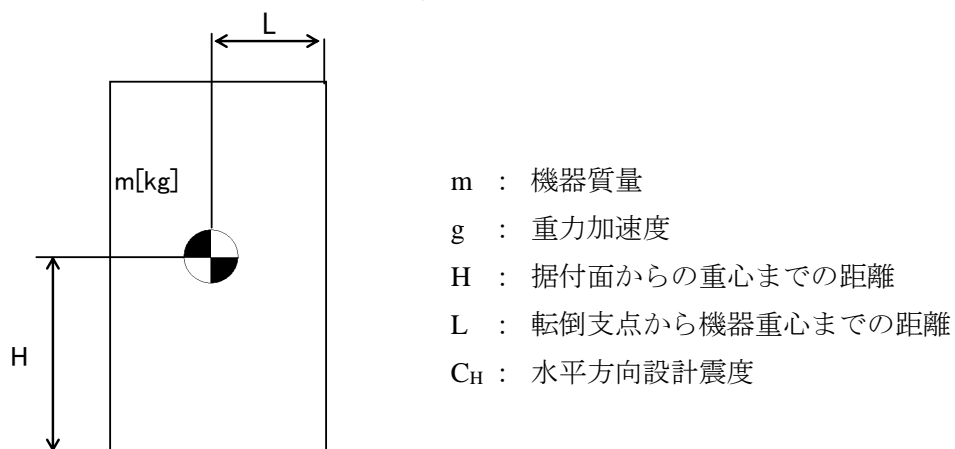 L
m[kg]
H
m : 機器質量
g : 重力加速度
H : 据付面からの重心までの距離
L : 転倒支点から機器重心までの距離
CH : 水平方向設計震度